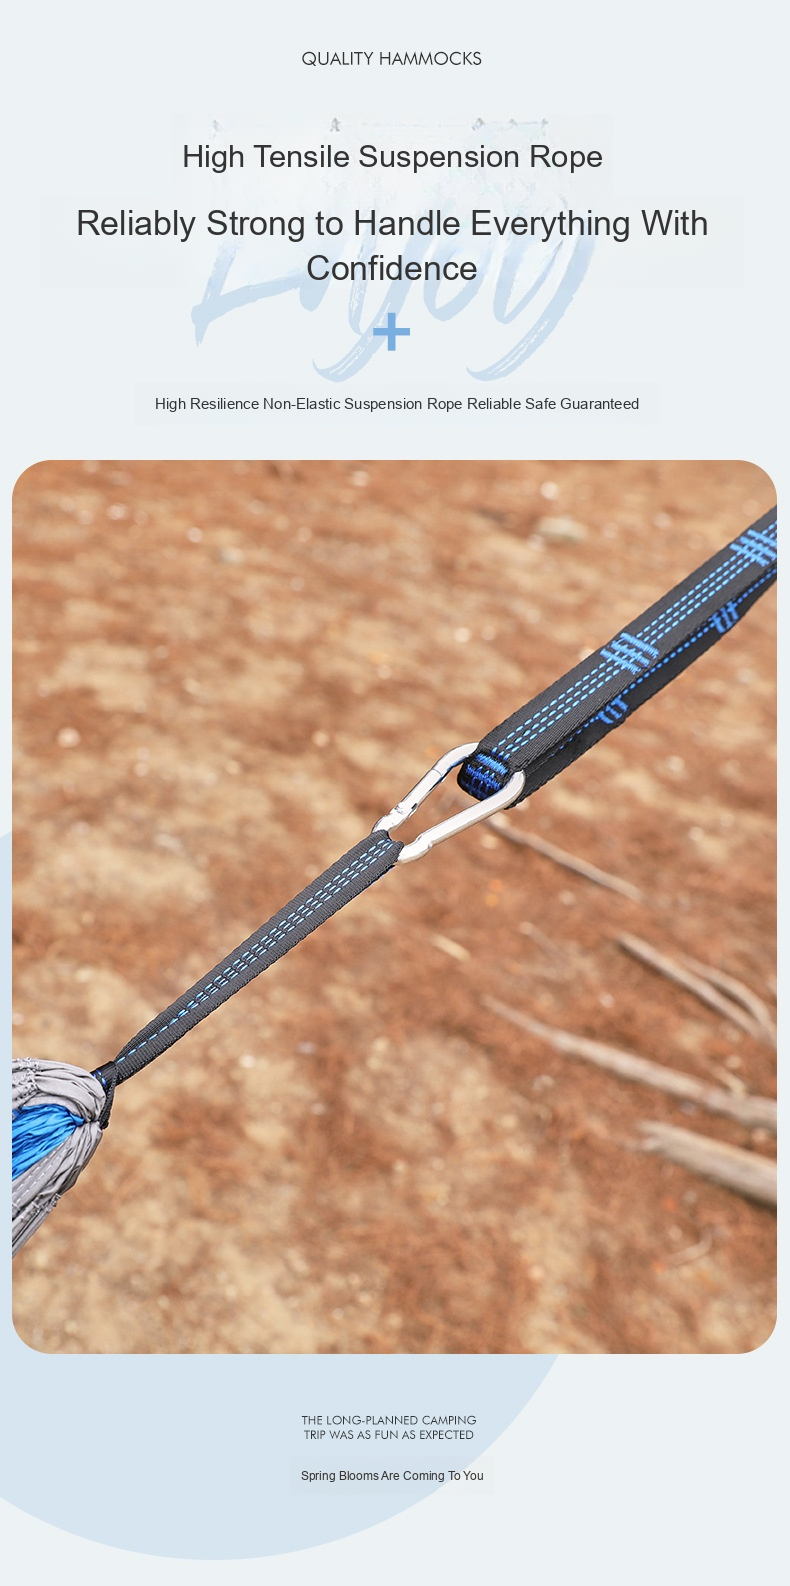 QUALITY HAMMOCKS
High Tensile Suspension Rope
Reliably Strong to Handle Everything With
Confidence
Enjoy
+
High Resilience Non-Elastic Suspension Rope Reliable Safe Guaranteed
THE LONG-PLANNED CAMPING
TRIP WAS AS FUN AS EXPECTED
Spring Blooms Are Coming To You